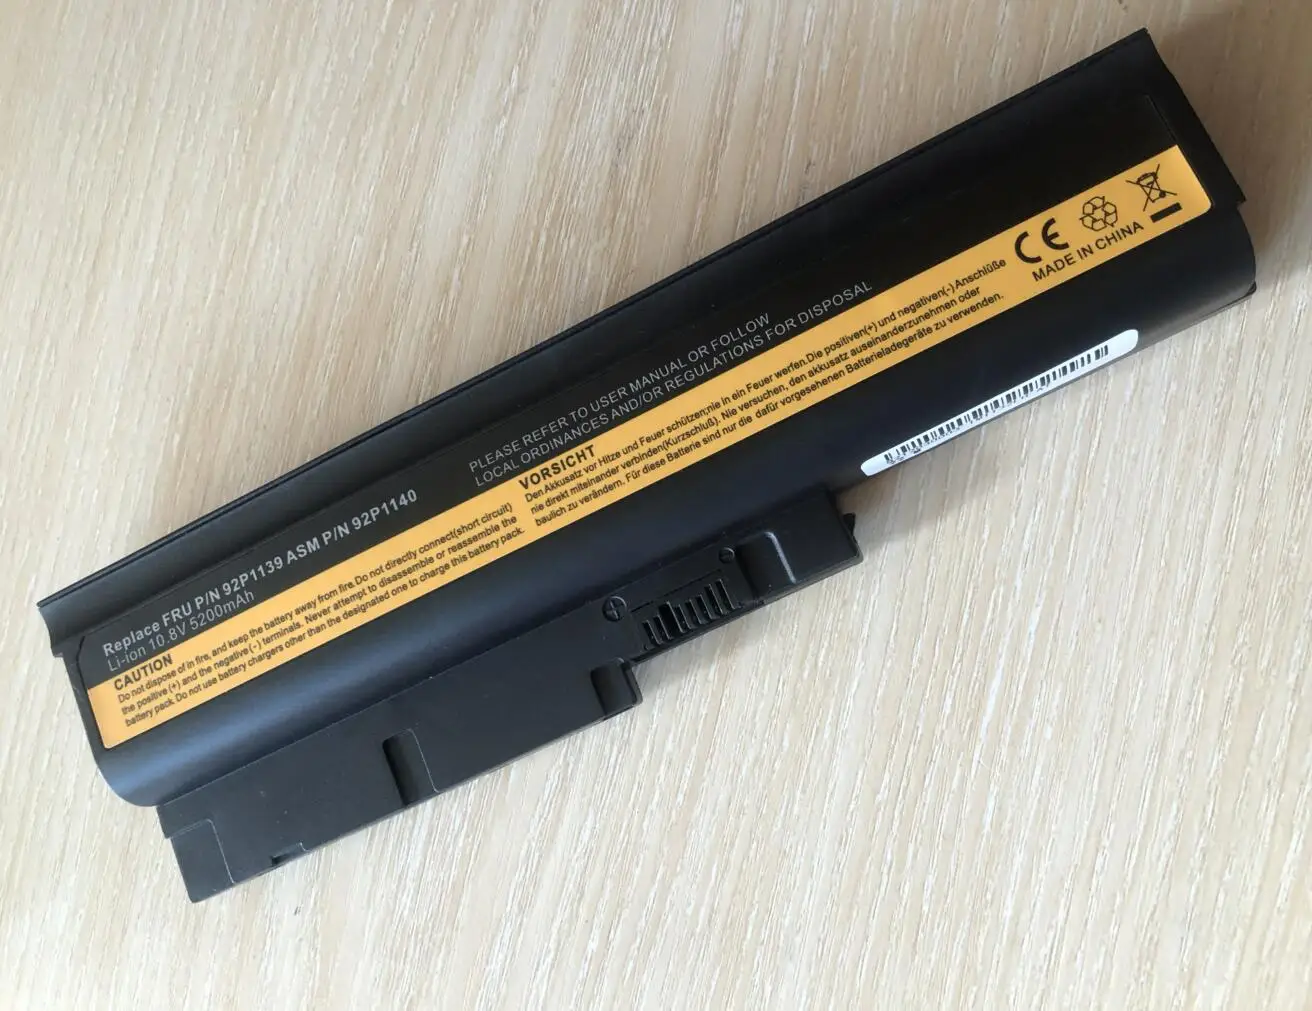 Replace FRU P/N 92P1139 ASM P/N 92P1140
Li-ion 10.8V 5200mAh
PLEASE REFER TO USER MANUAL OR FOLLOW
LOCAL ORDINANCES AND/OR REGULATIONS FOR DISPOSAL
CAUTION
Do not dispose of in fire, and keep the battery away from fire. Do not directly connect(short circuit)
the positive (+) and the negative (-) terminals. Never attempt to disassemble or reassemble the
battery pack. Do not use battery chargers other than the designated one to charge this battery pack.
VORSICHT
Den Akkusatz vor Hitze und Feuer schützen;nie in ein Feuer werfen.Die positiven(+) und negativen(-) Anschlüße
nie direkt miteinander verbinden(Kurzschluß). Nie versuchen, den akkusatz auseinanderzunehmen oder
baulich zu verändern. Für diese Batterie sind nur die dafür vorgesehenen Batterieladegeräte zu verwenden.
CE
MADE IN CHINA